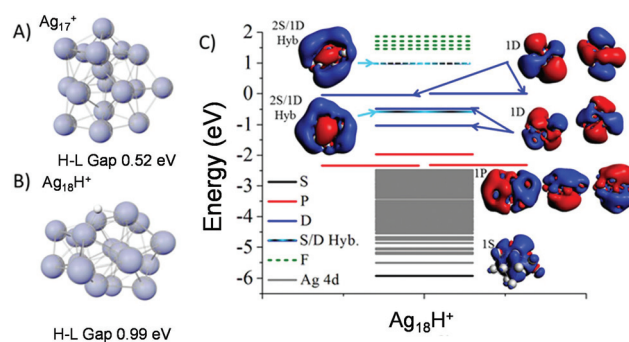 A)
Ag17+
H-L Gap 0.52 eV
B)
Ag18H+
H-L Gap 0.99 eV
C)
Energy (eV)
2
1
0
-1
-2
-3
-4
-5
-6
2S/1D
Hyb
2S/1D
Hyb
1D
1D
1P
1S
S
P
D
S/D Hyb.
F
Ag 4d
Ag18H+